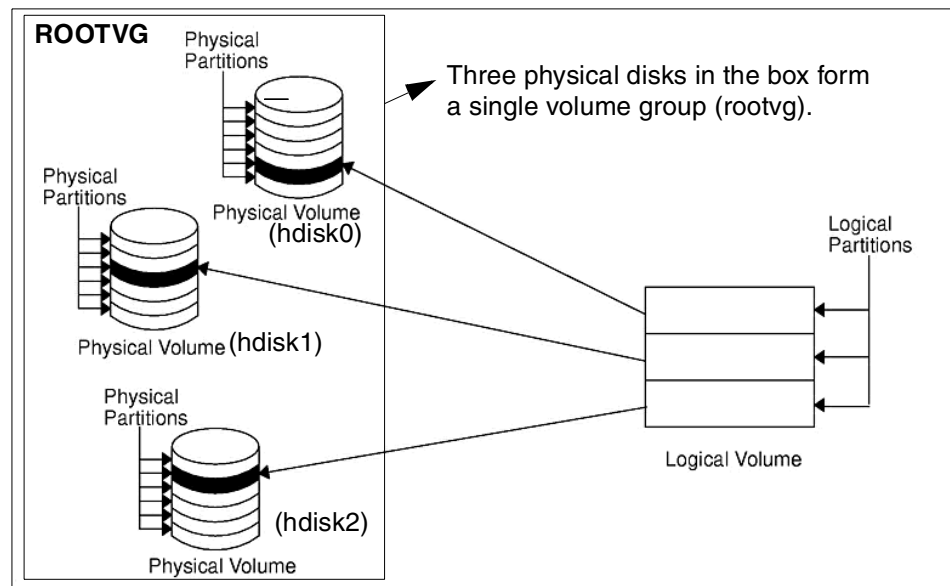 ROOTVG
Physical
Partitions
Three physical disks in the box form
a single volume group (rootvg).
Physical Volume
(hdisk0)
Physical
Partitions
Physical Volume (hdisk1)
Physical
Partitions
(hdisk2)
Physical Volume
Logical
Partitions
Logical Volume